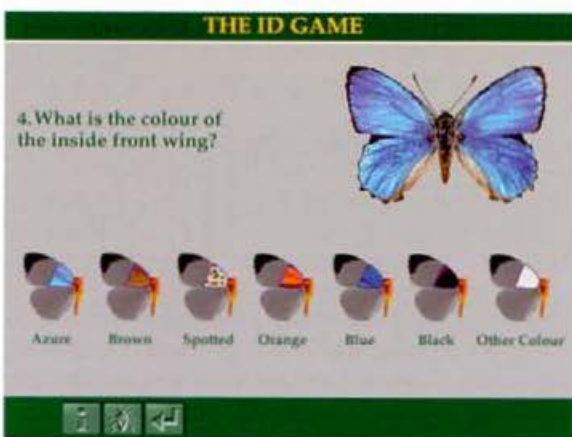 THE ID GAME
4. What is the colour of
the inside front wing?
Azure Brown Spotted Orange Blue Black Other Colour